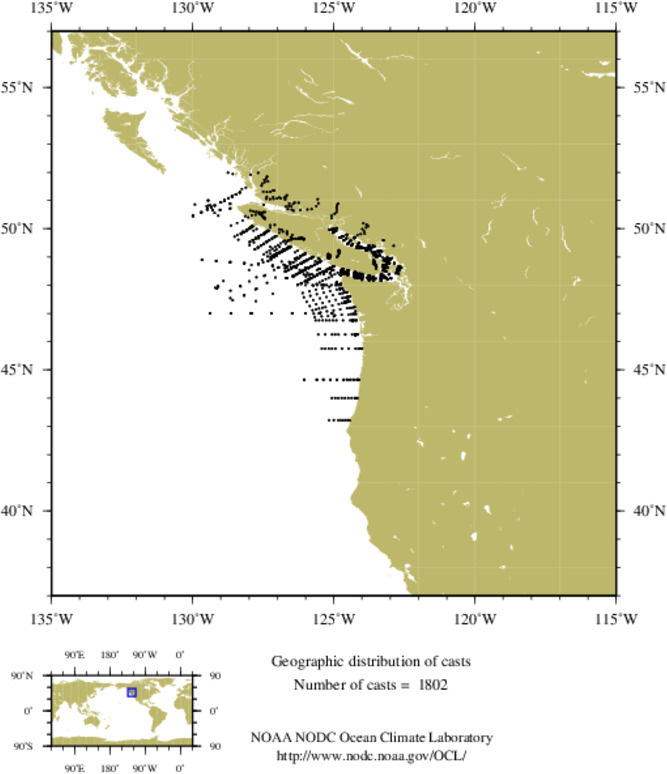 135˚W 130˚W 125˚W 120˚W 115˚W
55˚N 55˚N
50˚N 50˚N
45˚N 45˚N
40˚N 40˚N
135˚W 130˚W 125˚W 120˚W 115˚W
90˚E 180˚ 90˚W 0˚
90˚N 90
0˚ 0˚
90˚S 90
90˚E 180˚ 90˚W 0˚
Geographic distribution of casts
Number of casts = 1802
NOAA NODC Ocean Climate Laboratory
http://www.nodc.noaa.gov/OCL/